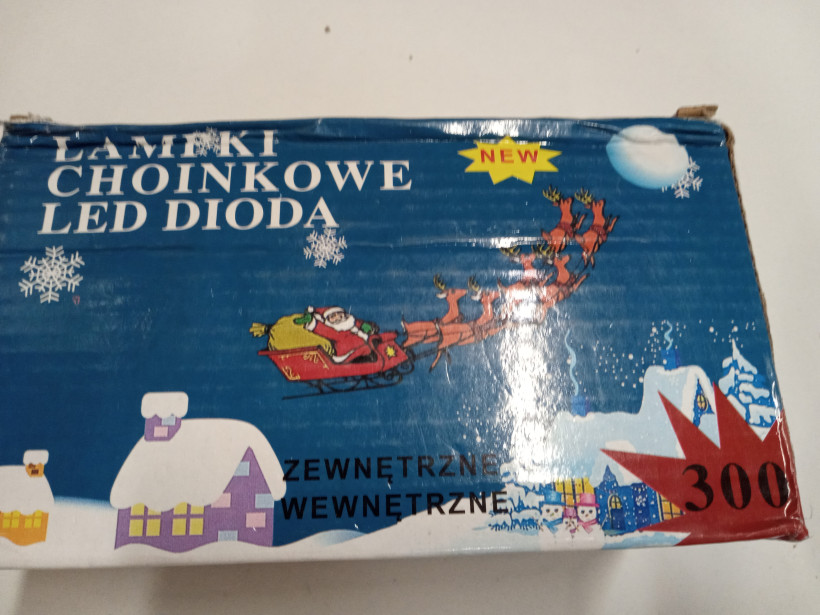 LAMPKI
CHOINKOWE
LED DIODA
NEW
ZEWNĘTRZNE
WEWNĘTRZNE
300